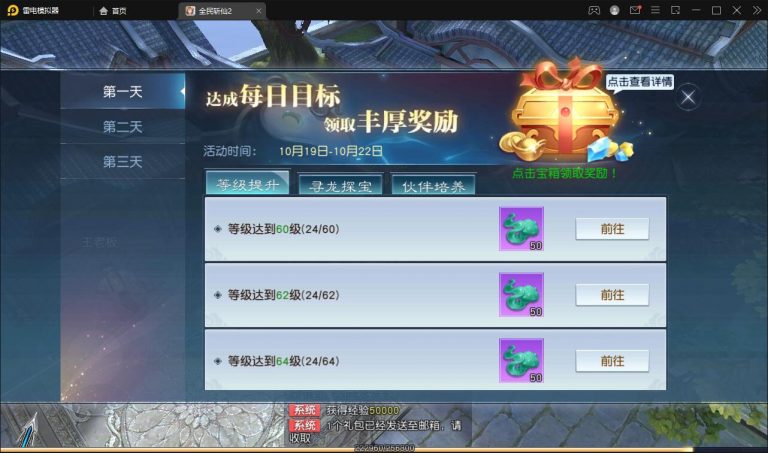 雷电模拟器
首页
全民斩仙2
第一天
第二天
第三天
达成每日目标
领取丰厚奖励
点击查看详情
活动时间： 10月19日-10月22日
点击宝箱领取奖励！
等级提升
寻龙探宝
伙伴培养
等级达到60级(24/60)
50
前往
等级达到62级(24/62)
50
前往
等级达到64级(24/64)
50
前往
王老板
系统 获得经验50000
系统 1个礼包已经发送至邮箱，请
收取
222960/256800